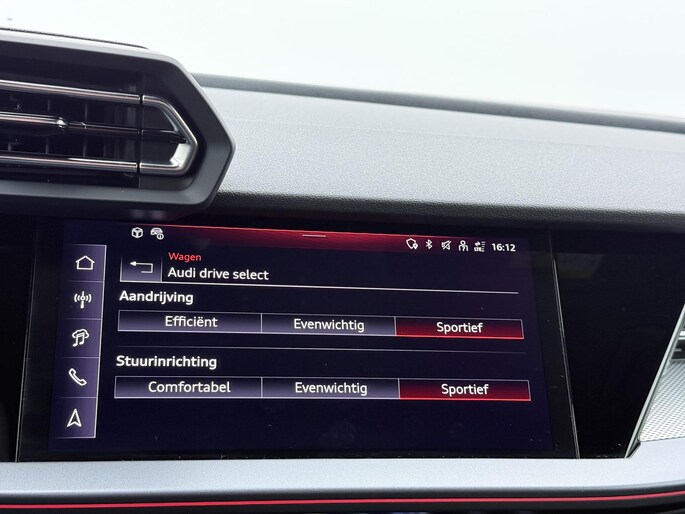 16:12
Wagen
Audi drive select
Aandrijving
Efficiënt Evenwichtig Sportief
Stuurinrichting
Comfortabel Evenwichtig Sportief